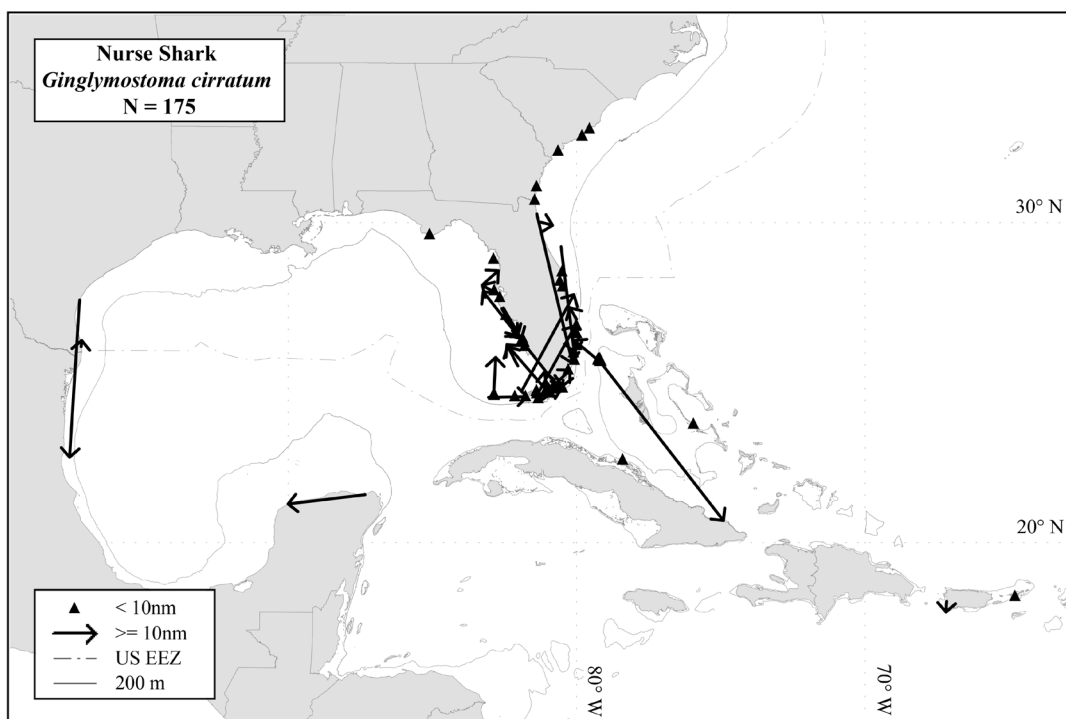 Nurse Shark
Ginglymostoma cirratum
N = 175
30° N
20° N
< 10nm
>= 10nm
US EEZ
200 m
80° W
70° W